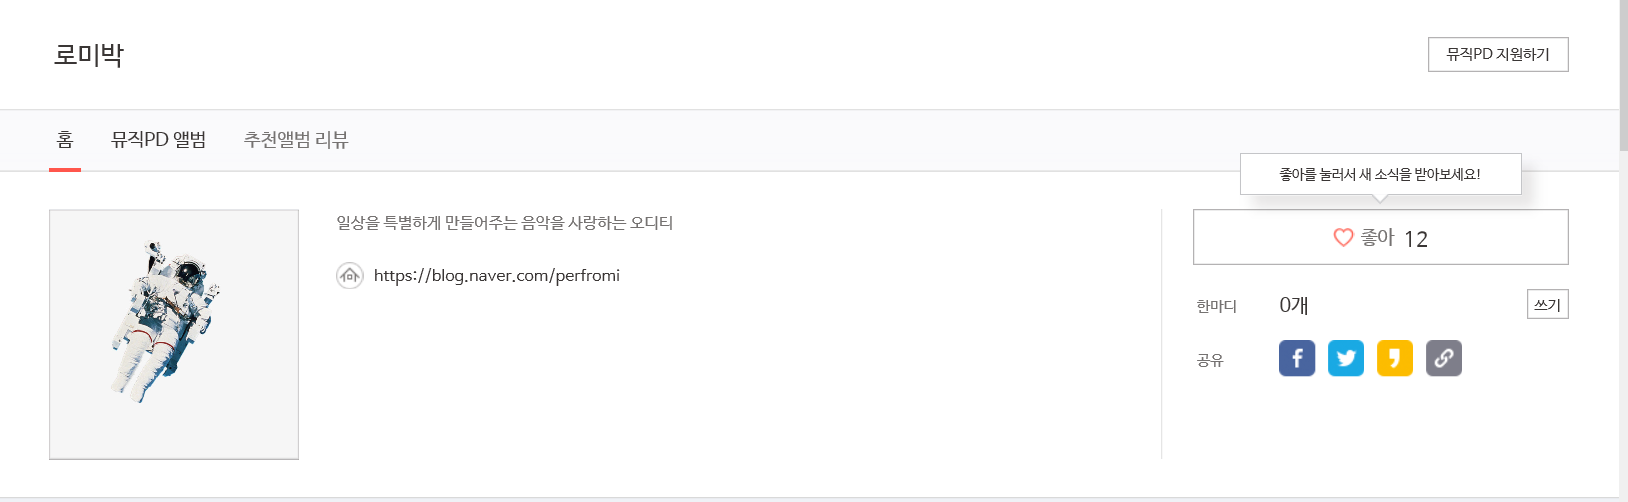 로미박
뮤직PD 지원하기
홈
뮤직PD 앨범
추천앨범 리뷰
좋아를 눌러서 새 소식을 받아보세요!
일상을 특별하게 만들어주는 음악을 사랑하는 오디티
https://blog.naver.com/perfromi
좋아 12
한마디 0개 쓰기
공유